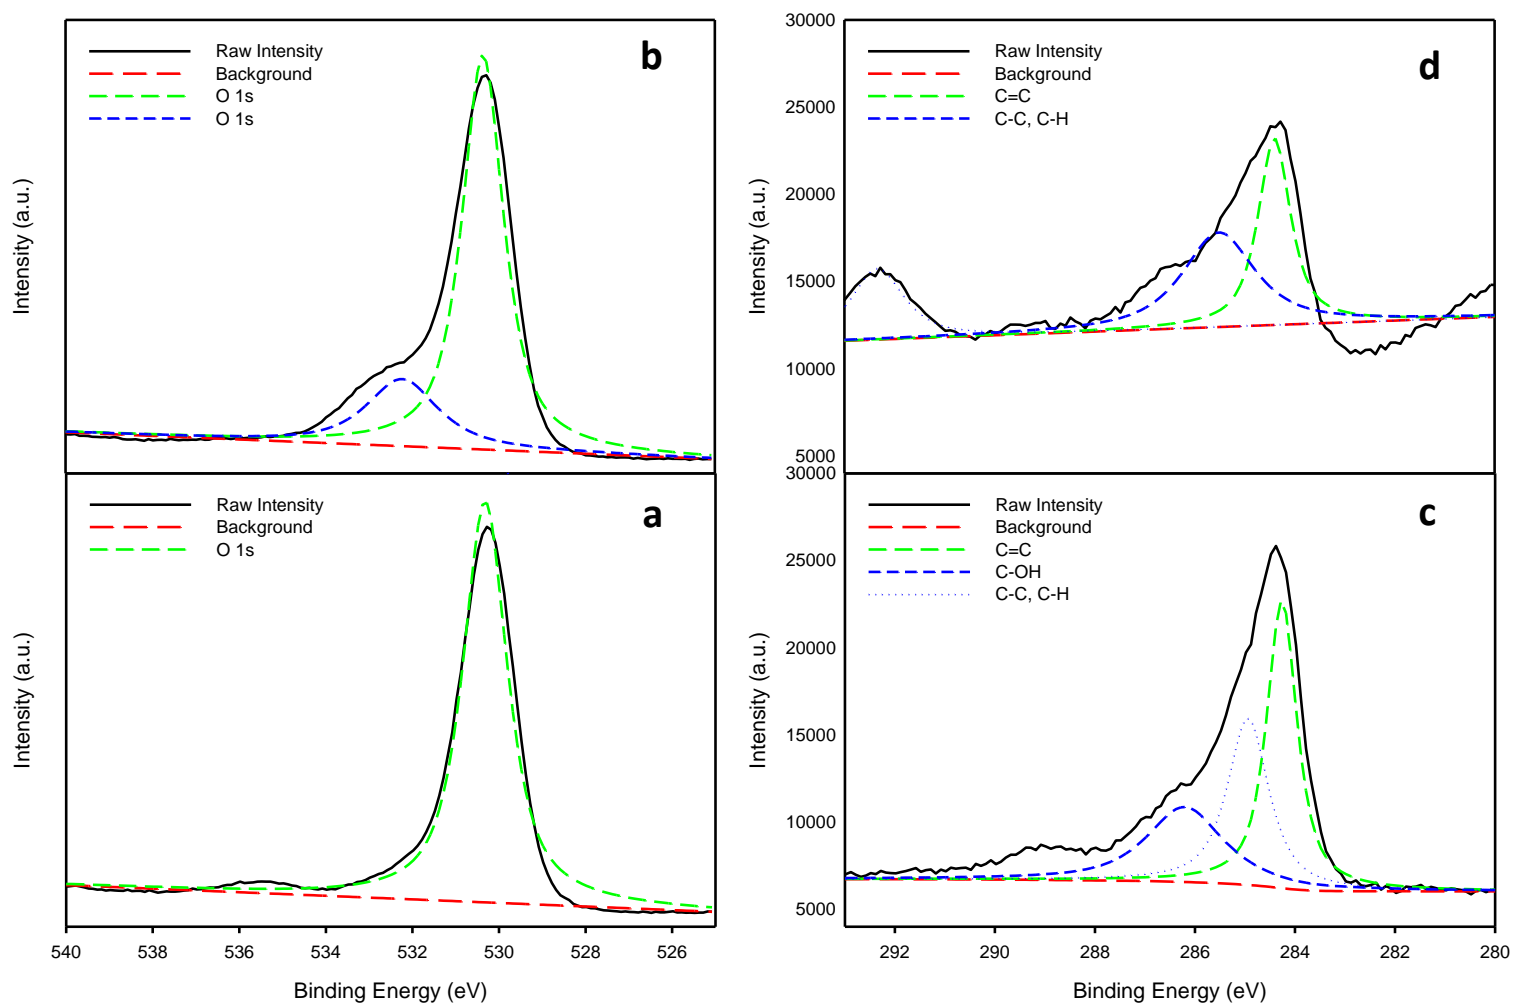 b
Raw Intensity
Background
O 1s
O 1s
Intensity (a.u.)
a
Raw Intensity
Background
O 1s
Intensity (a.u.)
540 538 536 534 532 530 528 526
Binding Energy (eV)
d
Raw Intensity
Background
C=C
C-C, C-H
30000
25000
20000
15000
10000
5000
Intensity (a.u.)
c
Raw Intensity
Background
C=C
C-OH
C-C, C-H
30000
25000
20000
15000
10000
5000
Intensity (a.u.)
292 290 288 286 284 282 280
Binding Energy (eV)